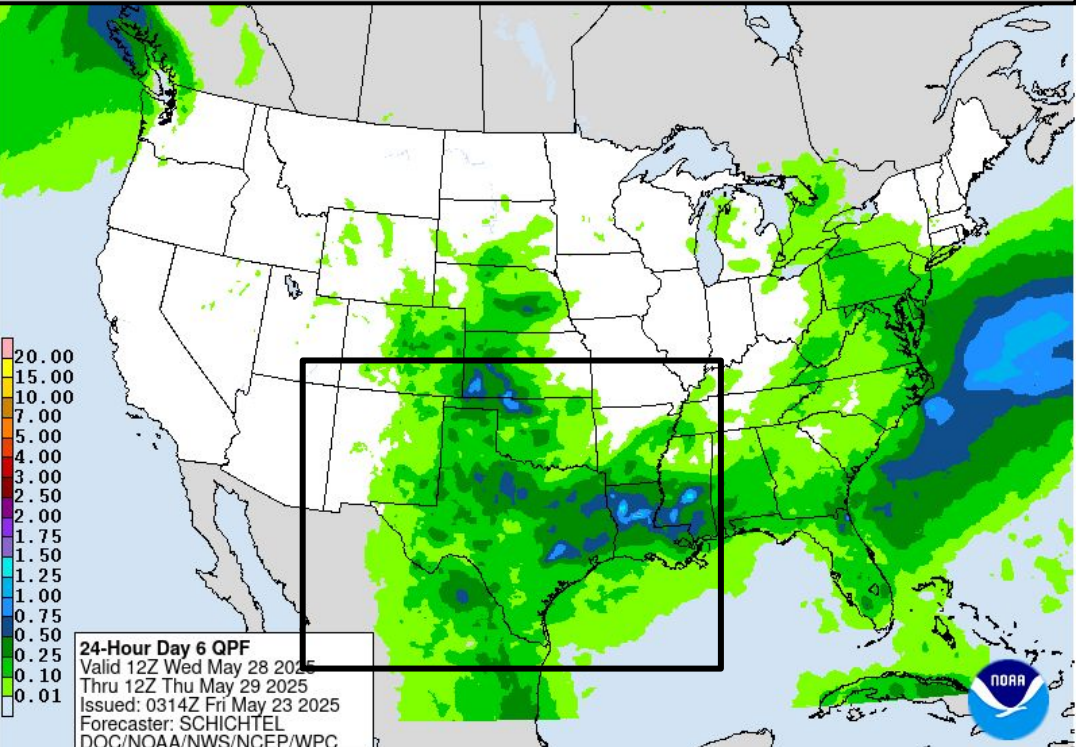 20.00
15.00
10.00
7.00
5.00
4.00
3.00
2.50
2.00
1.75
1.50
1.25
1.00
0.75
0.50
0.25
0.10
0.01
24-Hour Day 6 QPF
Valid 12Z Wed May 28 2025
Thru 12Z Thu May 29 2025
Issued: 0314Z Fri May 23 2025
Forecaster: SCHICHTEL
DOC/NOAA/NWS/NCEP/WPC
NOAA